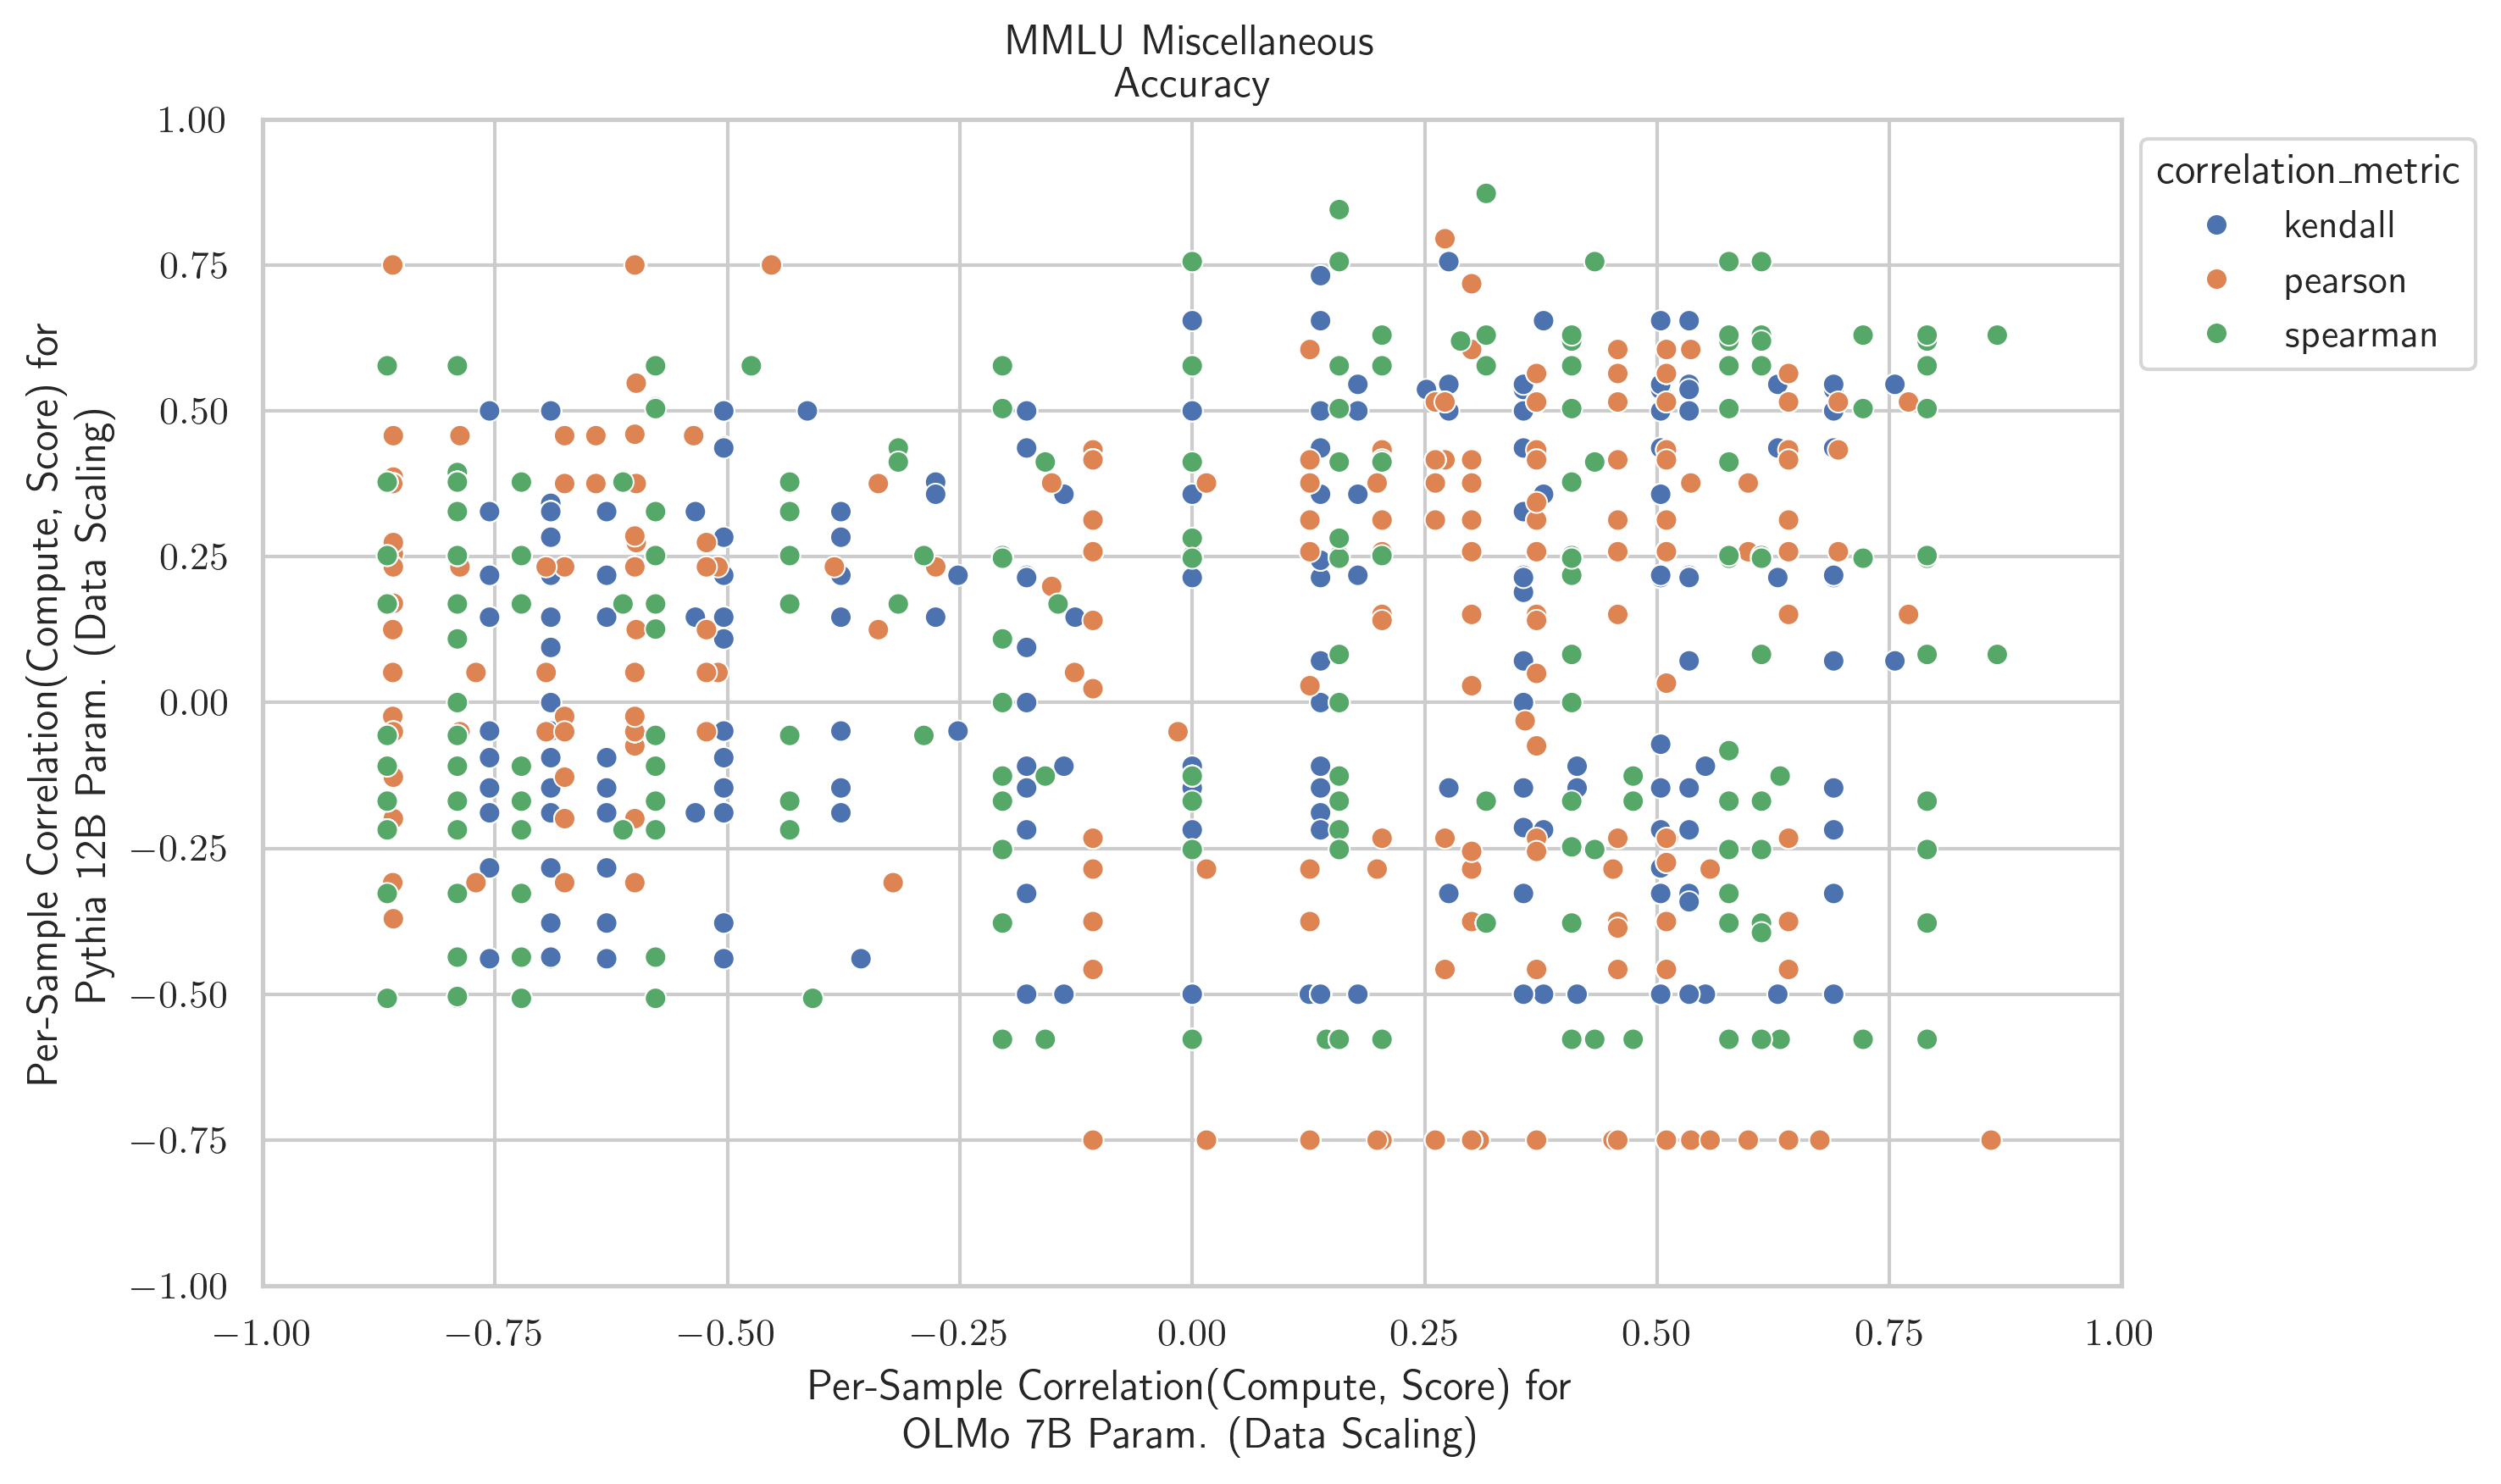 MMLU Miscellaneous
Accuracy
1.00
0.75
0.50
0.25
0.00
−0.25
−0.50
−0.75
−1.00
Per-Sample Correlation(Compute, Score) for
Pythia 12B Param. (Data Scaling)
correlation_metric
kendall
pearson
spearman
−1.00 −0.75 −0.50 −0.25 0.00 0.25 0.50 0.75 1.00
Per-Sample Correlation(Compute, Score) for
OLMo 7B Param. (Data Scaling)